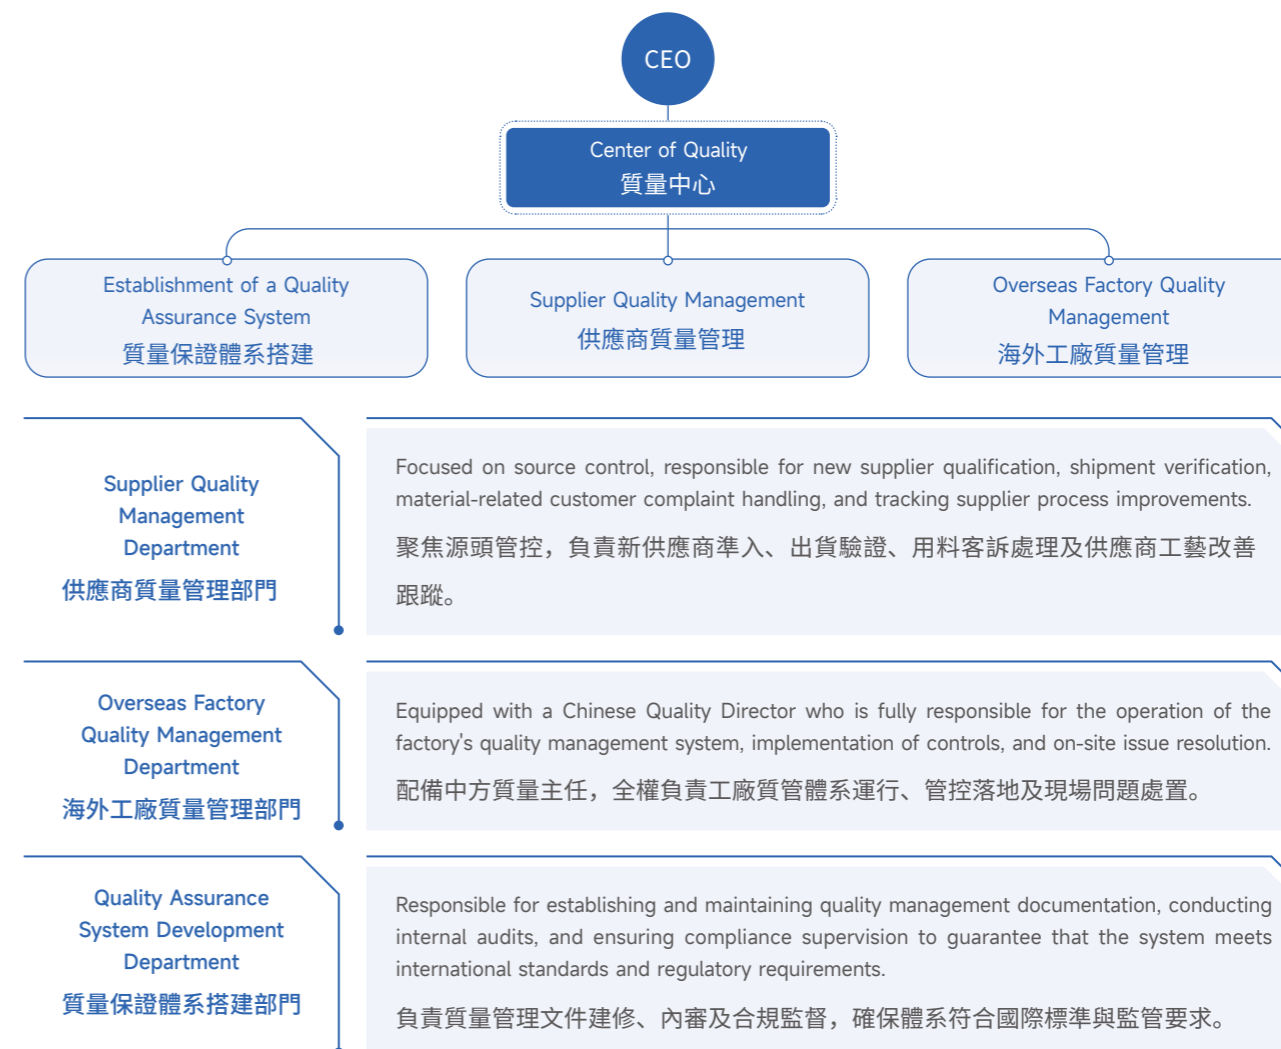 CEO
Center of Quality
質量中心
Establishment of a Quality
Assurance System
質量保證體系搭建
Supplier Quality Management
供應商質量管理
Overseas Factory Quality
Management
海外工廠質量管理
Supplier Quality
Management
Department
供應商質量管理部門
Focused on source control, responsible for new supplier qualification, shipment verification,
material-related customer complaint handling, and tracking supplier process improvements.
聚焦源頭管控，負責新供應商準入、出貨驗證、用料客訴處理及供應商工藝改善
跟蹤。
Overseas Factory
Quality Management
Department
海外工廠質量管理部門
Equipped with a Chinese Quality Director who is fully responsible for the operation of the
factory's quality management system, implementation of controls, and on-site issue resolution.
配備中方質量主任，全權負責工廠質管體系運行、管控落地及現場問題處置。
Quality Assurance
System Development
Department
質量保證體系搭建部門
Responsible for establishing and maintaining quality management documentation, conducting
internal audits, and ensuring compliance supervision to guarantee that the system meets
international standards and regulatory requirements.
負責質量管理文件建修、內審及合規監督，確保體系符合國際標準與監管要求。